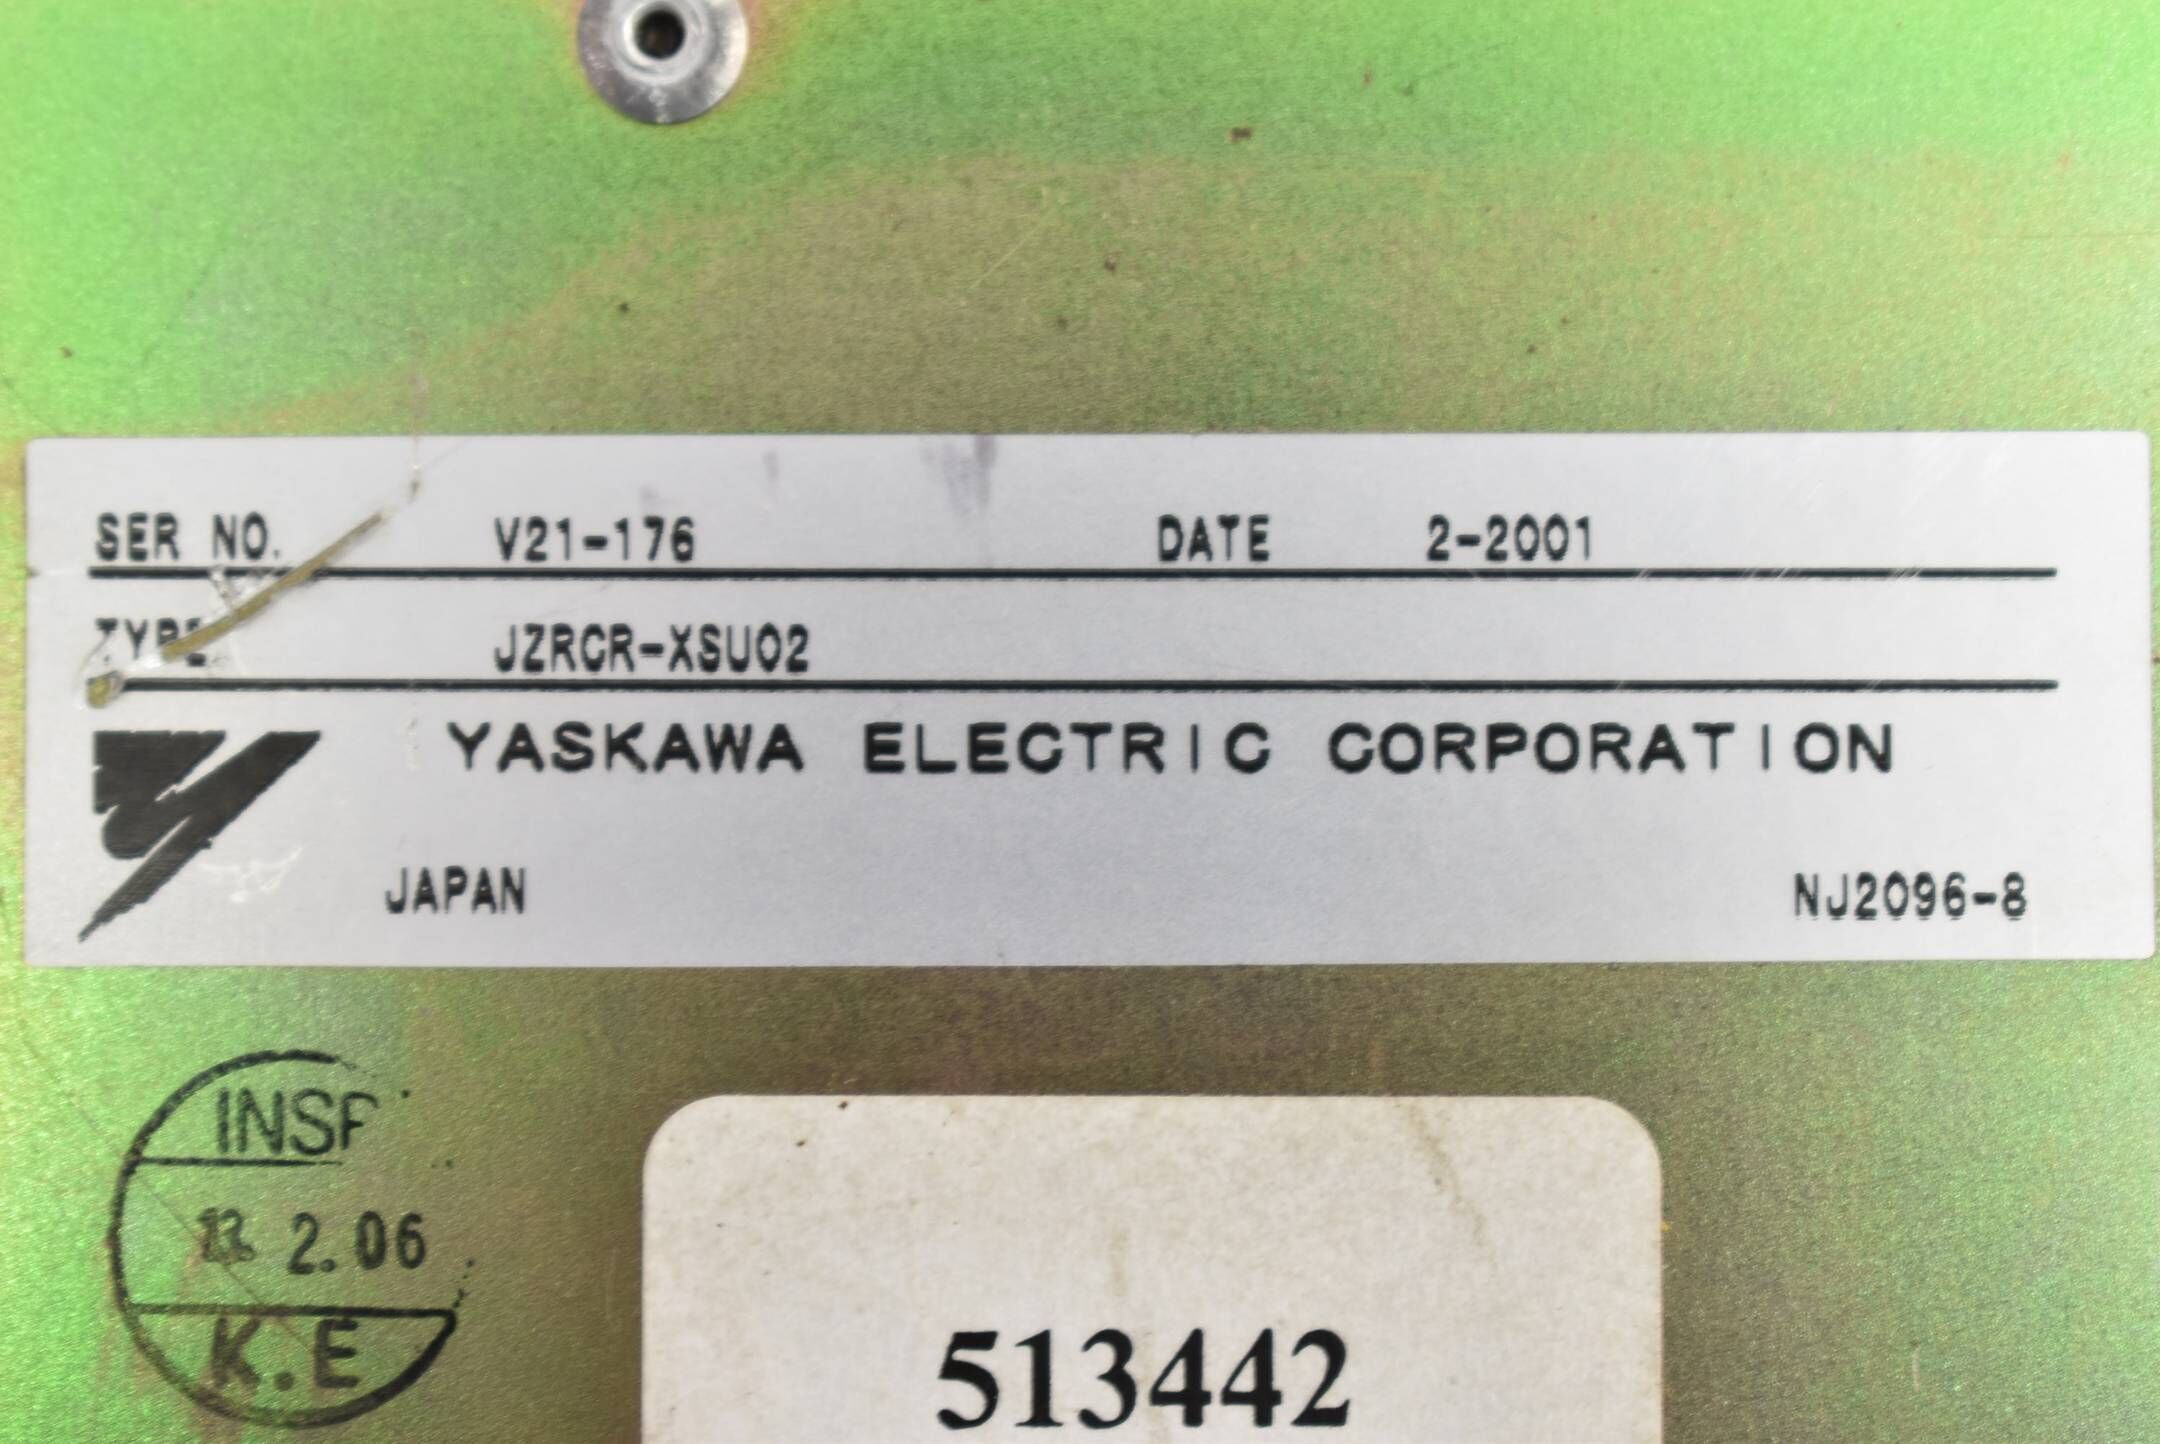 SER NO. V21-176 DATE 2-2001
TYPE JZRCR-XSU02
YASKAWA ELECTRIC CORPORATION
JAPAN NJ2096-8
INSP
2.06
K.E
513442